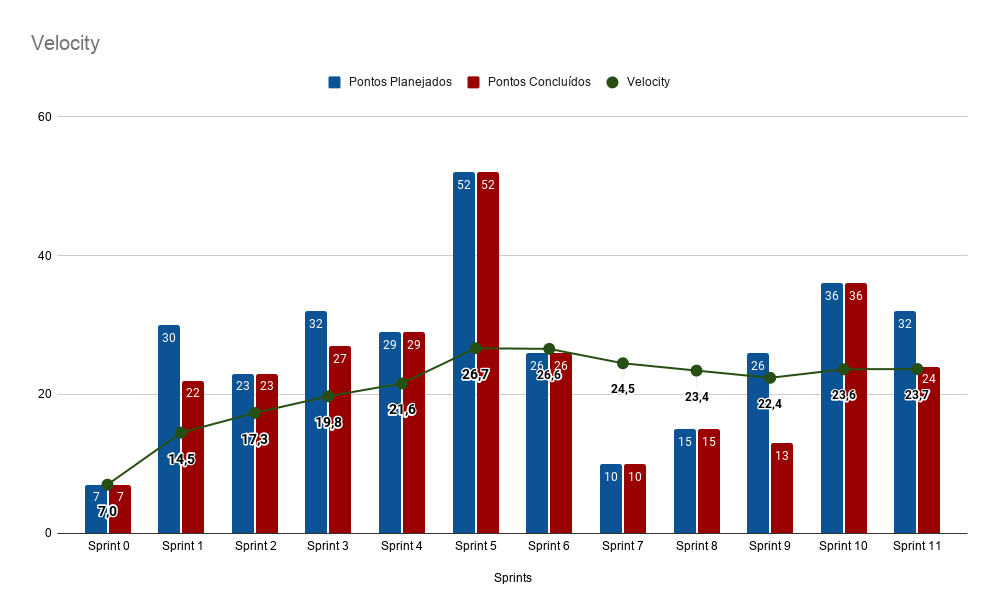 Velocity
Pontos Planejados Pontos Concluídos Velocity
60
40
20
0
7 7 30 22 23 23 32 27 29 29 52 52 26 26 10 10 15 15 26 13 36 36 32 24
7,0 14,5 17,3 19,8 21,6 26,7 26,6 24,5 23,4 22,4 23,6 23,7
Sprint 0 Sprint 1 Sprint 2 Sprint 3 Sprint 4 Sprint 5 Sprint 6 Sprint 7 Sprint 8 Sprint 9 Sprint 10 Sprint 11
Sprints